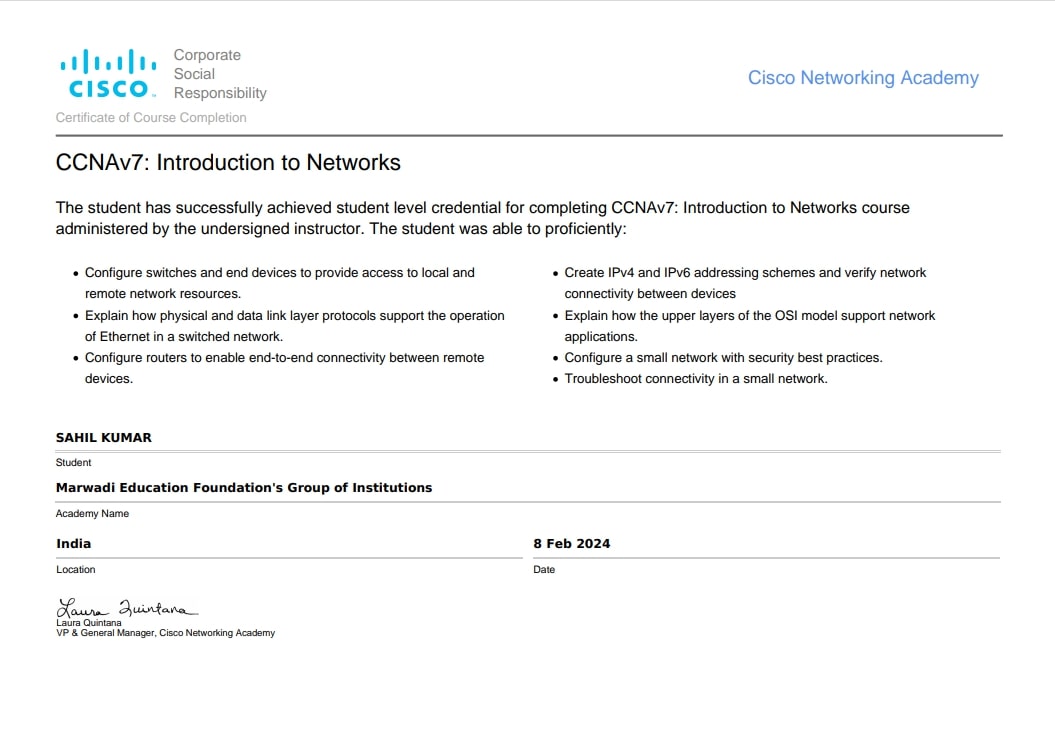 CISCO
Corporate
Social
Responsibility
Cisco Networking Academy
Certificate of Course Completion
CCNAv7: Introduction to Networks
The student has successfully achieved student level credential for completing CCNAv7: Introduction to Networks course
administered by the undersigned instructor. The student was able to proficiently:
• Configure switches and end devices to provide access to local and
remote network resources.
• Explain how physical and data link layer protocols support the operation
of Ethernet in a switched network.
• Configure routers to enable end-to-end connectivity between remote
devices.
• Create IPv4 and IPv6 addressing schemes and verify network
connectivity between devices
• Explain how the upper layers of the OSI model support network
applications.
• Configure a small network with security best practices.
• Troubleshoot connectivity in a small network.
SAHIL KUMAR
Student
Marwadi Education Foundation's Group of Institutions
Academy Name
India
Location
8 Feb 2024
Date
Laura Quintana
Laura Quintana
VP & General Manager, Cisco Networking Academy